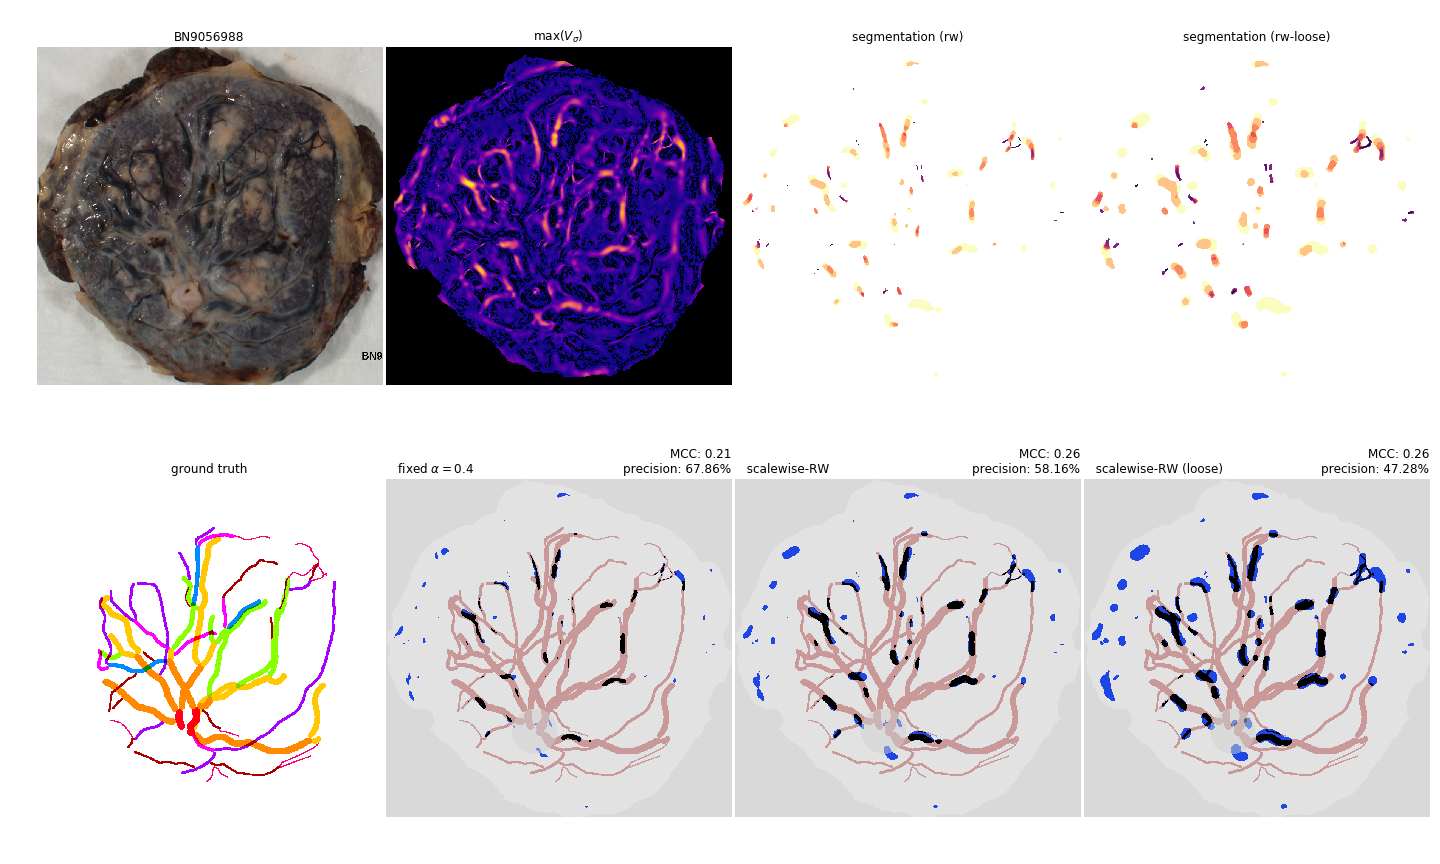 BN9056988
max(Vσ)
segmentation (rw)
segmentation (rw-loose)
BN9
ground truth
fixed α = 0.4
MCC: 0.21
precision: 67.86%
scalewise-RW
MCC: 0.26
precision: 58.16%
scalewise-RW (loose)
MCC: 0.26
precision: 47.28%